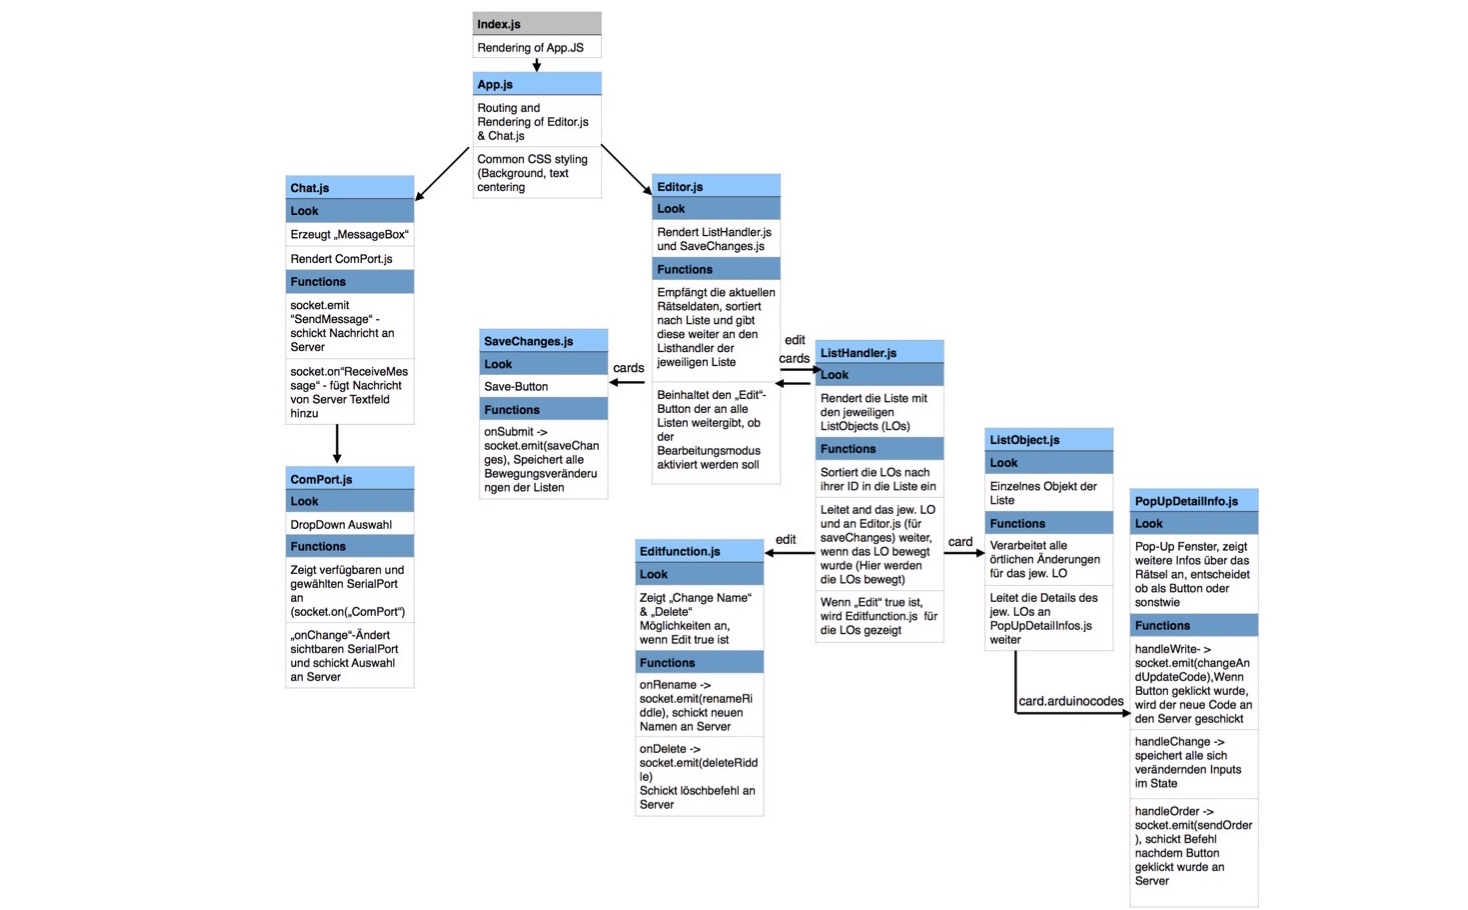 Index.js
Rendering of App.JS
App.js
Routing and
Rendering of Editor.js
& Chat.js
Common CSS styling
(Background, text
centering
Chat.js
Look
Erzeugt „MessageBox“
Rendert ComPort.js
Functions
socket.emit
“SendMessage“ -
schickt Nachricht an
Server
socket.on“ReceiveMes
sage“ - fügt Nachricht
von Server Textfeld
hinzu
ComPort.js
Look
DropDown Auswahl
Functions
Zeigt verfügbaren und
gewählten SerialPort
an
(socket.on(„ComPort“)
„onChange“-Ändert
sichtbaren SerialPort
und schickt Auswahl
an Server
Editor.js
Look
Rendert ListHandler.js
und SaveChanges.js
Functions
Empfängt die aktuellen
Rätseldaten, sortiert
nach Liste und gibt
diese weiter an den
Listhandler der
jeweiligen Liste
Beinhaltet den „Edit“-
Button der an alle
Listen weitergibt, ob
der
Bearbeitungsmodus
aktiviert werden soll
cards
SaveChanges.js
Look
Save-Button
Functions
onSubmit ->
socket.emit(saveChan
ges), Speichert alle
Bewegungsveränderu
ngen der Listen
edit
cards
ListHandler.js
Look
Rendert die Liste mit
den jeweiligen
ListObjects (LOs)
Functions
Sortiert die LOs nach
ihrer ID in die Liste ein
Leitet and das jew. LO
und an Editor.js (für
saveChanges) weiter,
wenn das LO bewegt
wurde (Hier werden
die LOs bewegt)
Wenn „Edit“ true ist,
wird Editfunction.js für
die LOs gezeigt
edit
Editfunction.js
Look
Zeigt „Change Name“
& „Delete“
Möglichkeiten an,
wenn Edit true ist
Functions
onRename ->
socket.emit(renameRi
ddle), schickt neuen
Namen an Server
onDelete ->
socket.emit(deleteRidd
le)
Schickt löschbefehl an
Server
card
ListObject.js
Look
Einzelnes Objekt der
Liste
Functions
Verarbeitet alle
örtlichen Änderungen
für das jew. LO
Leitet die Details des
jew. LOs an
PopUpDetailInfos.js
weiter
card.arduinocodes
PopUpDetailInfo.js
Look
Pop-Up Fenster, zeigt
weitere Infos über das
Rätsel an, entscheidet
ob als Button oder
sonstwie
Functions
handleWrite- >
socket.emit(changeAn
dUpdateCode),Wenn
Button geklickt wurde,
wird der neue Code an
den Server geschickt
handleChange ->
speichert alle sich
verändernden Inputs
im State
handleOrder ->
socket.emit(sendOrder
), schickt Befehl
nachdem Button
geklickt wurde an
Server